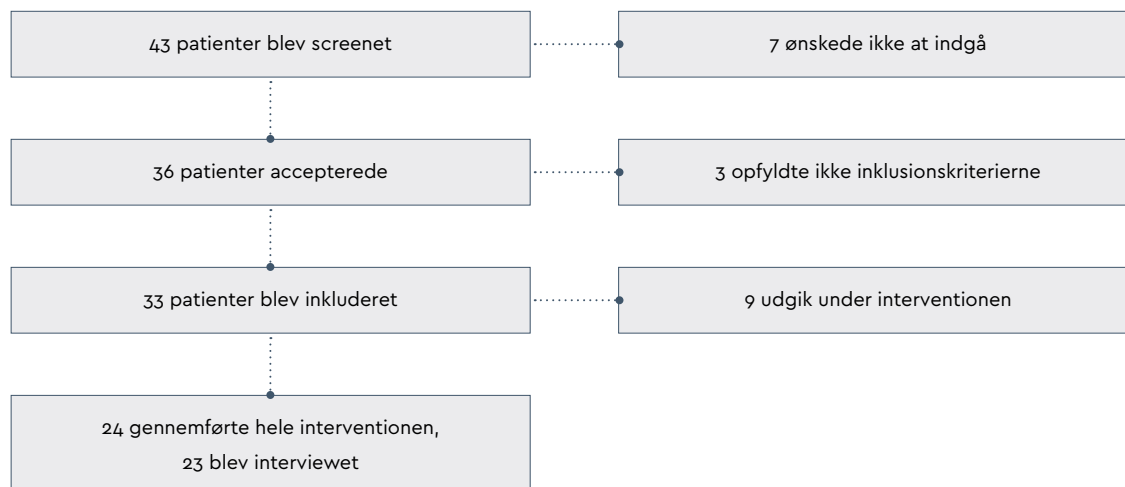 43 patienter blev screenet
7 ønskede ikke at indgå
36 patienter accepterede
3 opfyldte ikke inklusionskriterierne
33 patienter blev inkluderet
9 udgik under interventionen
24 gennemførte hele interventionen,
23 blev interviewet